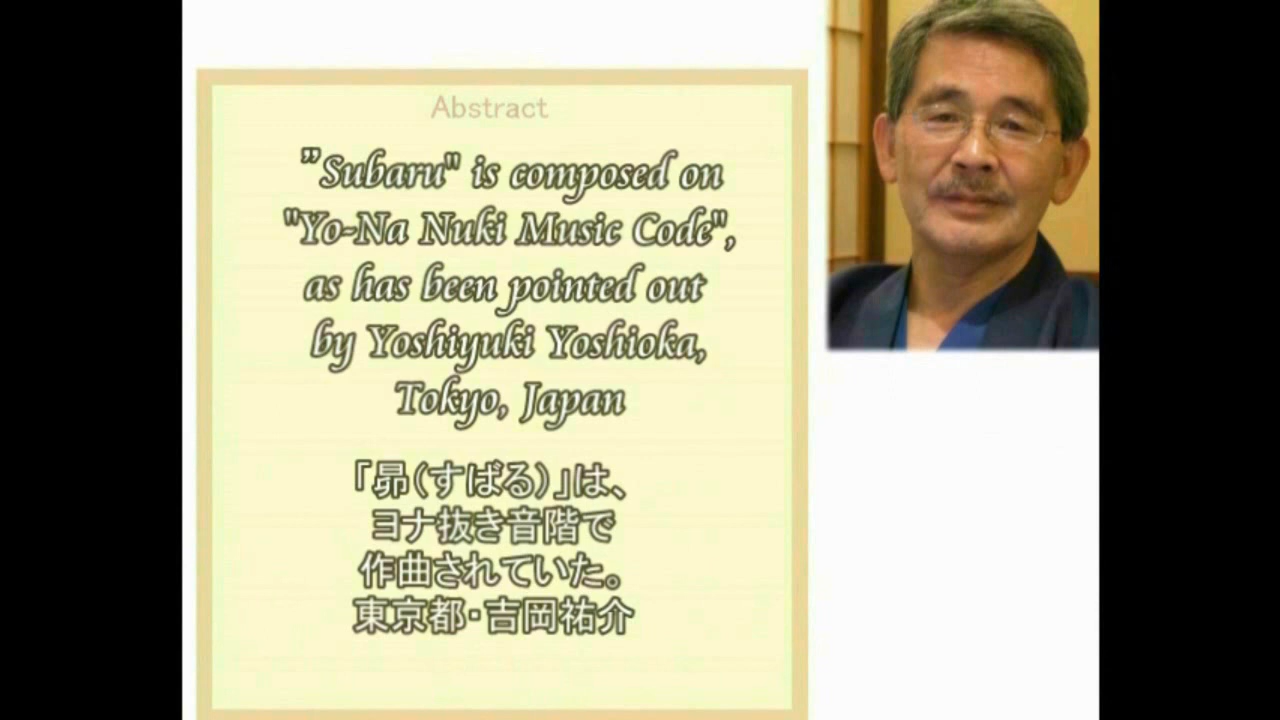 Abstract
”Subaru" is composed on
"Yo-Na Nuki Music Code",
as has been pointed out
by Yoshiyuki Yoshioka,
Tokyo, Japan
「昴(すばる)」は、
ヨナ抜き音階で
作曲されていた。
東京都・吉岡祐介